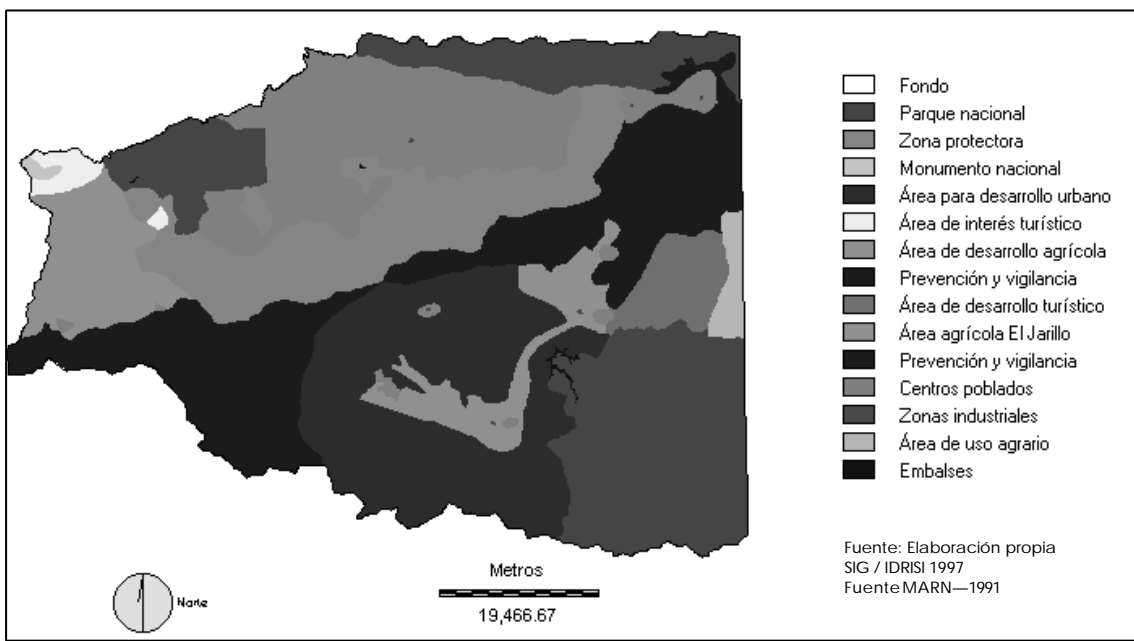 Fondo
Parque nacional
Zona protectora
Monumento nacional
Área para desarrollo urbano
Área de interés turístico
Área de desarrollo agrícola
Prevención y vigilancia
Área de desarrollo turístico
Área agrícola El Jarillo
Prevención y vigilancia
Centros poblados
Zonas industriales
Área de uso agrario
Embalses
Fuente: Elaboración propia
SIG / IDRISI 1997
Fuente MARN—1991
Metros
19,466.67
Norte